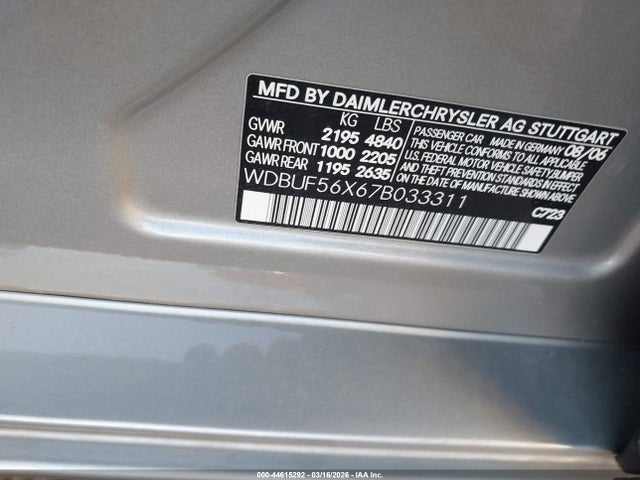 MFD BY DAIMLERCHRYSLER AG STUTTGART
KG LBS
GVWR 2195 4840
GAWR FRONT 1000 2205
GAWR REAR 1195 2635
PASSENGER CAR MADE IN GERMANY 08/06
THIS VEHICLE CONFORMS TO ALL APPLICABLE
U.S. FEDERAL MOTOR VEHICLE SAFETY,BUMPER
AND THEFT PREVENTION STANDARDS IN EFFECT
ON THE DATE OF MANUFACTURE SHOWN ABOVE.
WDBUF56X67B033311
C723
000-44615292 - 03/16/2026 - IAA Inc.